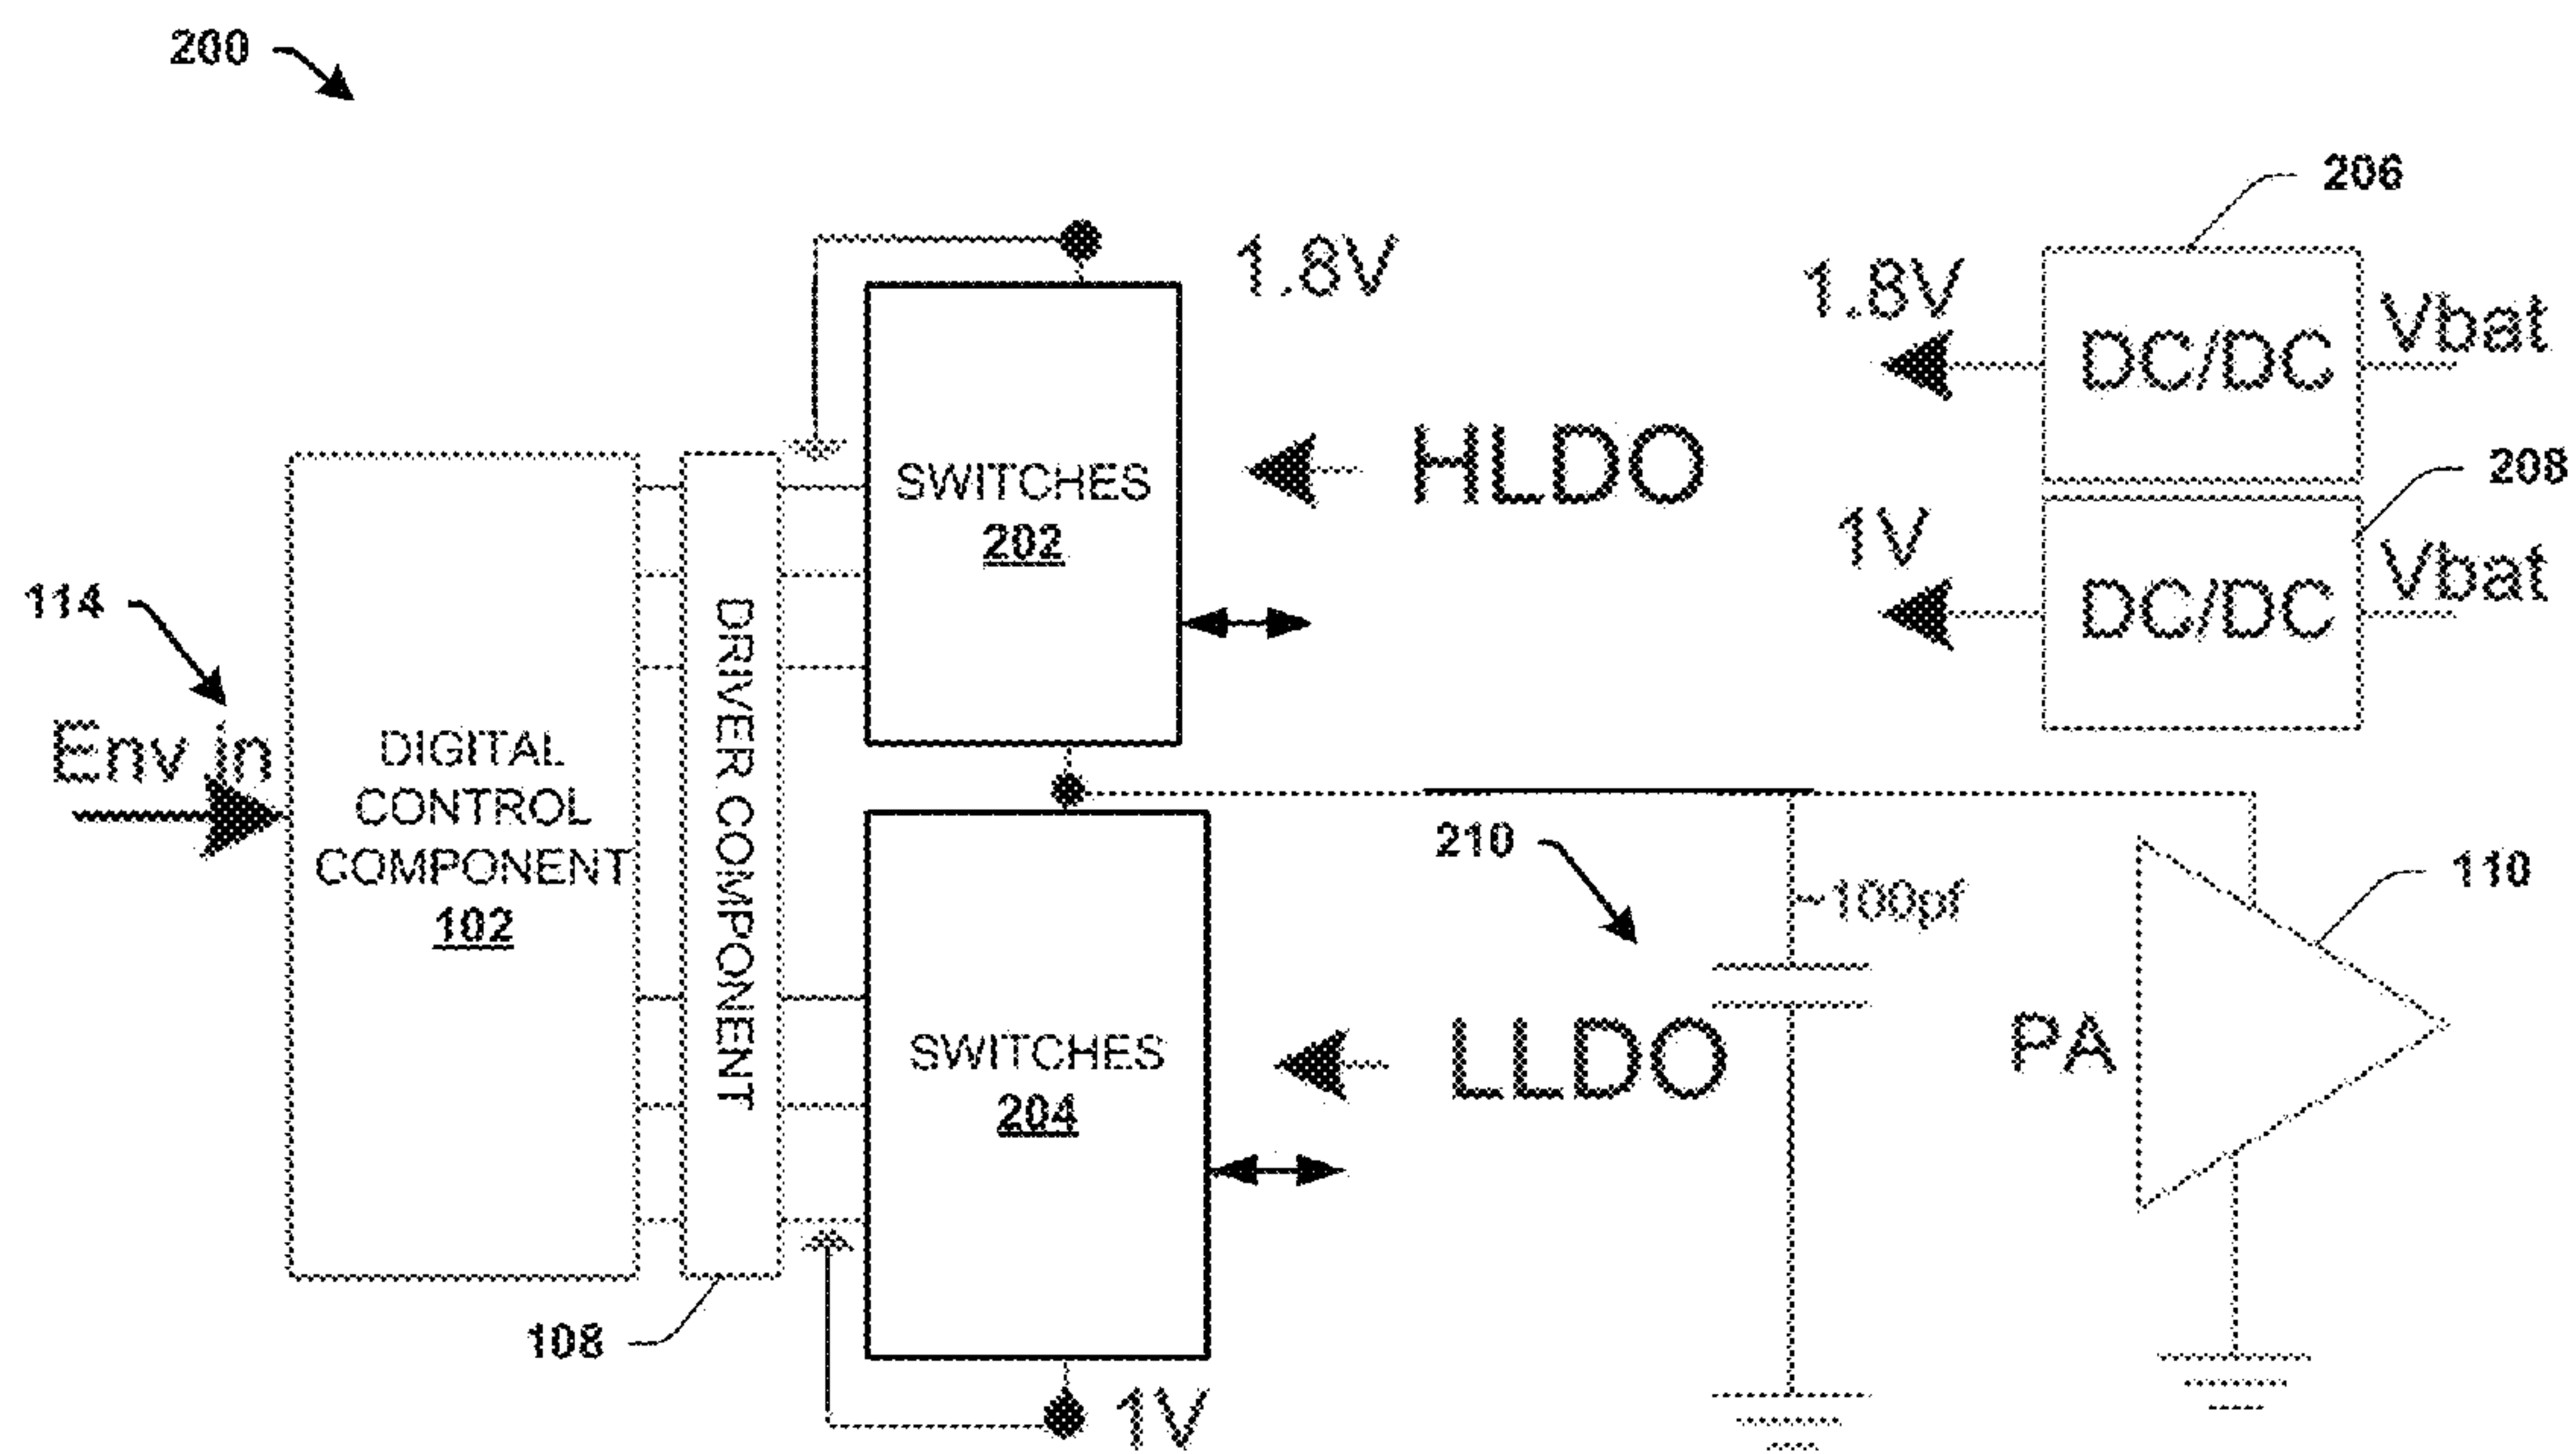 200
206
1.8V
1.8V
DC/DC
Vbat
HLDO
208
SWITCHES
202
1V
DC/DC
Vbat
114
Env in
DIGITAL
CONTROL
COMPONENT
102
DRIVER COMPONENT
210
~100pf
110
SWITCHES
204
LLDO
PA
108
1V